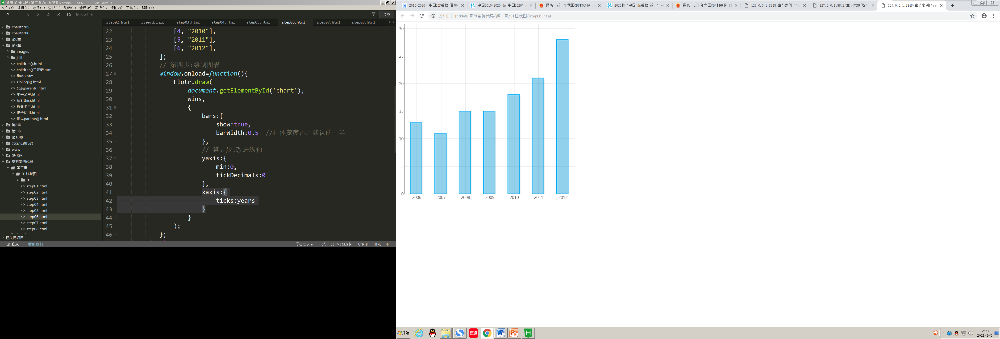 章节案例代码/第二章/01柱状图/step06.html - HBuilder X
文件(F) 编辑(E) 选择(S) 查找(I) 跳转(G) 运行(R) 发行(U) 视图(V) 工具(T) 帮助(Y)
输入文件名
预览
chapter05
chapter06
第6章
第7章
images
jslib
<> children().html
<> children()子元素.html
<> find().html
<> siblings().html
<> 父亲parent().html
<> 水平菜单.html
<> 我$(this).html
<> 折叠卡片.html
<> 组合使用.html
<> 祖先parents().html
第8章
第9章
第10章
实操习题代码
www
源代码
章节案例代码
第二章
01柱状图
js
<> step01.html
<> step02.html
<> step03.html
<> step04.html
<> step05.html
<> step06.html
<> step07.html
<> step08.html
已关闭项目
step02.html step01.html step03.html step04.html step05.html step06.html step07.html step08.html
22 [4, "2010"],
23 [5, "2011"],
24 [6, "2012"],
25 ];
26 // 第四步:绘制图表
27 window.onload=function(){
28 Flotr.draw(
29 document.getElementById('chart'),
30 wins,
31 {
32 bars:{
33 show:true,
34 barWidth:0.5 //柱体宽度占用默认的一半
35 },
36 // 第五步:改进纵轴
37 yaxis:{
38 min:0,
39 tickDecimals:0
40 },
41 xaxis:{
42 ticks:years
43 }
44 }
45 );
46 };
登录 赞助我们 语法提示库 3行, 36字符被选择 UTF-8 HTML
2010-2020年中国GDP数据_百度 中国2010-2020gdp_中国2020年 图表: 近十年我国GDP数据修订 2020整个中国gdp数据_近十年中 图表: 近十年我国GDP数据修订 127.0.0.1:8848/章节案例代码 127.0.0.1:8848/章节案例代码 127.0.0.1:8848/章节案例代码
127.0.0.1:8848/章节案例代码/第二章/01柱状图/step06.html
30
25
20
15
10
5
0
2006 2007 2008 2009 2010 2011 2012
开始
有道
12:51
2021-2-5